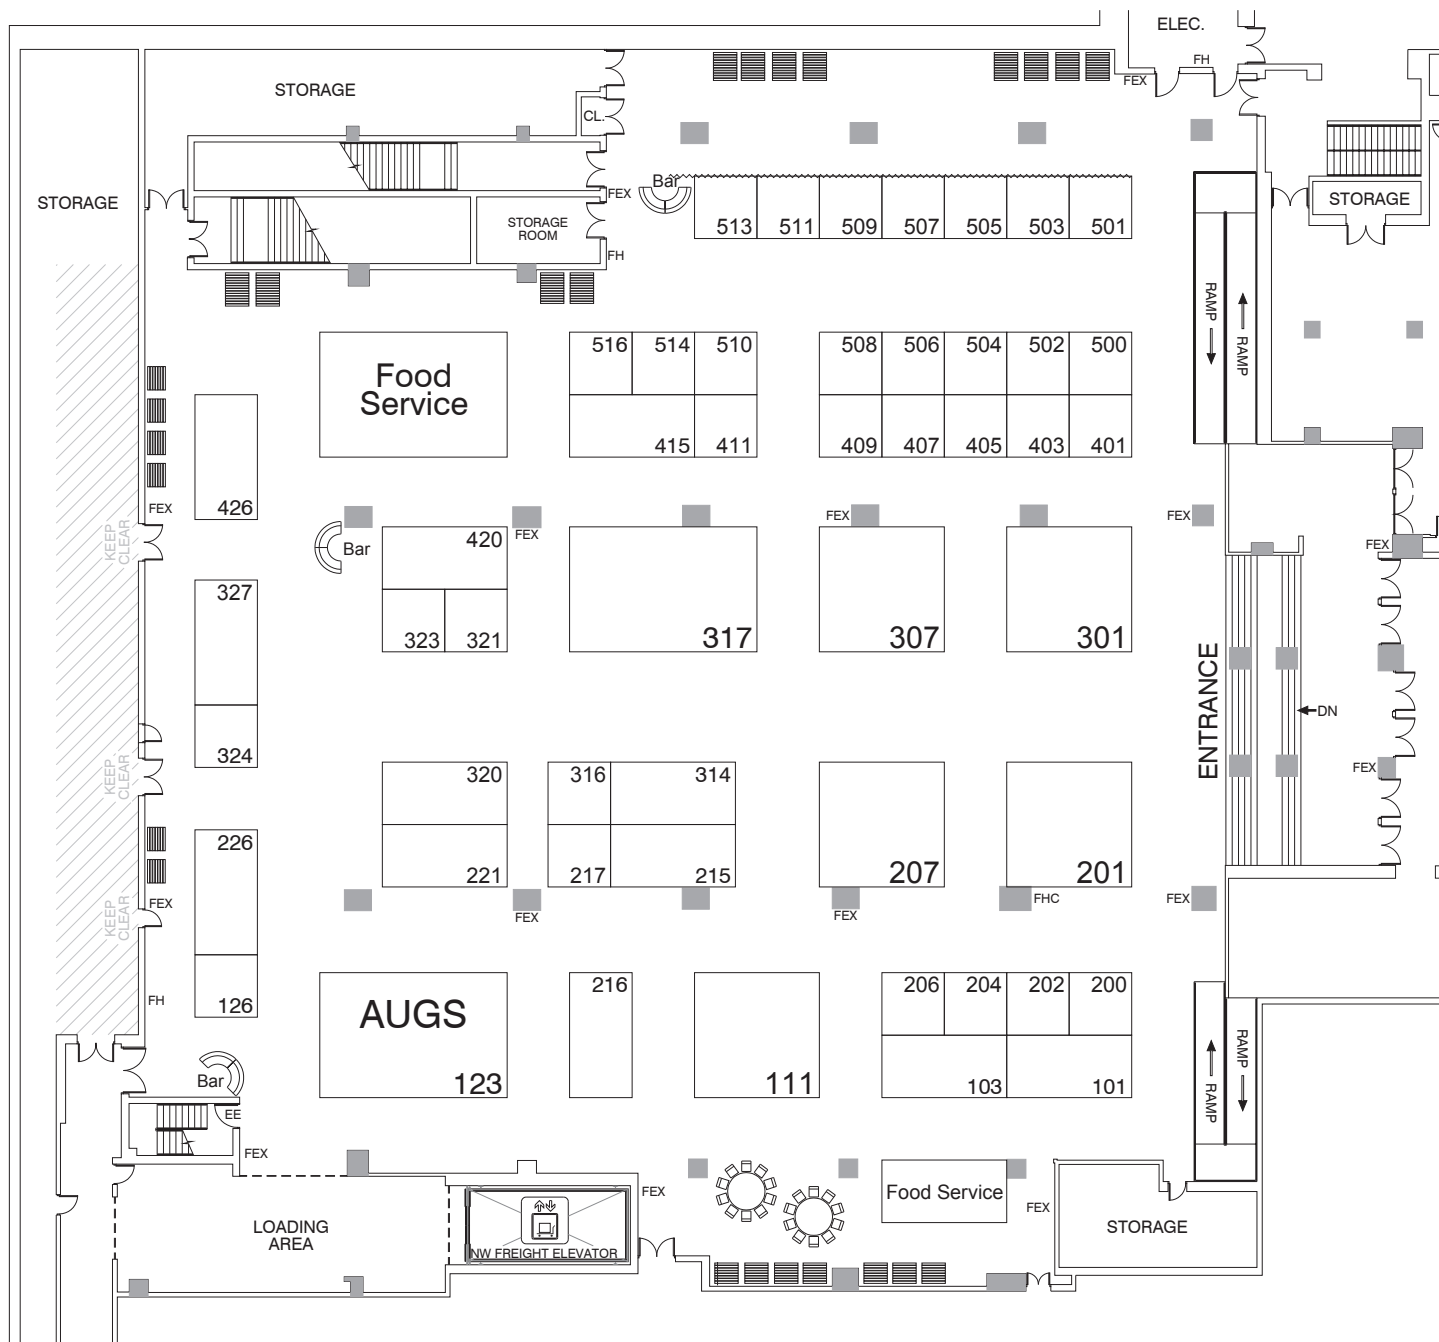 ELEC.
FH
FEX
STORAGE
CL.
STORAGE
STORAGE
FEX
Bar
STORAGE
ROOM
FH
513 511 509 507 505 503 501
RAMP
RAMP
Food
Service
516 514 510
508 506 504 502 500
415 411
409 407 405 403 401
426
FEX
KEEP
CLEAR
Bar
420
FEX
FEX
FEX
FEX
327
323 321
317
307
301
ENTRANCE
DN
324
KEEP
CLEAR
320
316 314
FEX
226
221
217 215
207
201
FEX
KEEP
CLEAR
FEX
FEX
FHC
FEX
126
FH
AUGS
123
216
111
206 204 202 200
103 101
RAMP
RAMP
Bar
EE
FEX
LOADING
AREA
NW FREIGHT ELEVATOR
FEX
Food Service
FEX
STORAGE